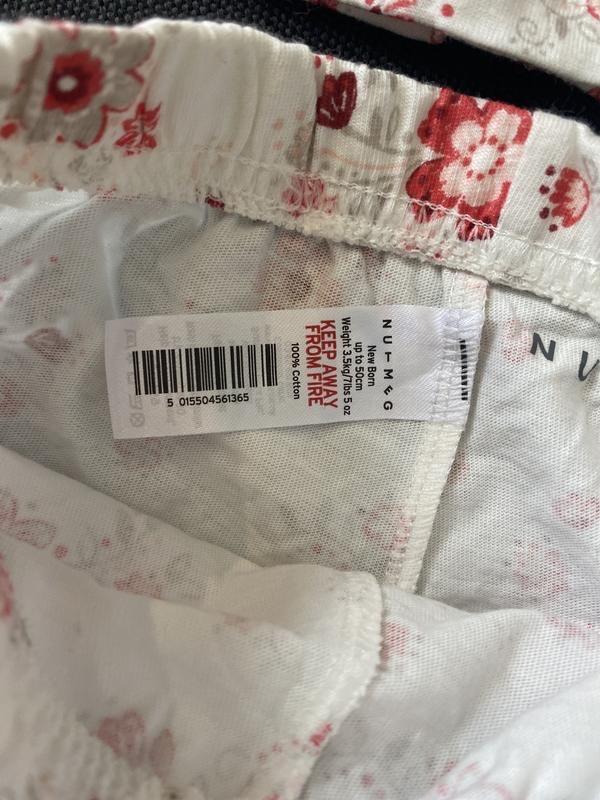 NUTMEG
New Born
up to 50cm
Weight 3.5kg/7lbs 5 oz
KEEP AWAY
FROM FIRE
100% Cotton
5 015504561365
NU